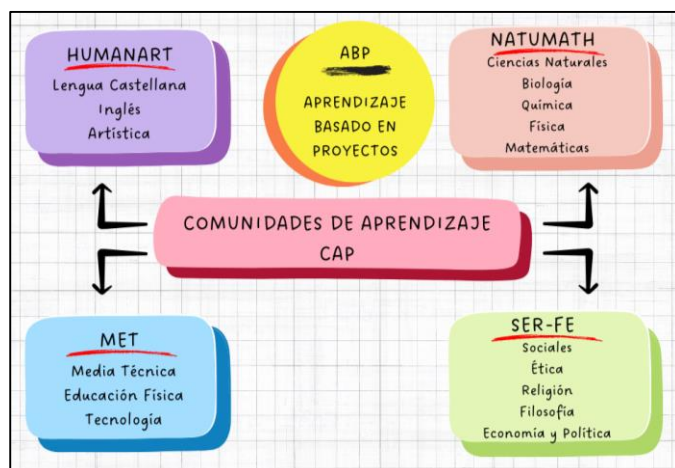 HUMANART
Lengua Castellana
Inglés
Artística
ABP
APRENDIZAJE
BASADO EN
PROYECTOS
NATUMATH
Ciencias Naturales
Biología
Química
Física
Matemáticas
COMUNIDADES DE APRENDIZAJE
CAP
MET
Media Técnica
Educación Física
Tecnología
SER-FE
Sociales
Ética
Religión
Filosofía
Economía y Política